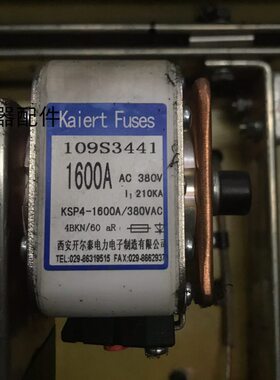 器配件
Kaiert Fuses
109S3441
1600A AC 380V
I₁ 210KA
KSP4-1600A/380VAC
4BKN/60 aR
西安开尔泰电力电子制造有限公司
TEL:029-86319515 FAX:029-8662937